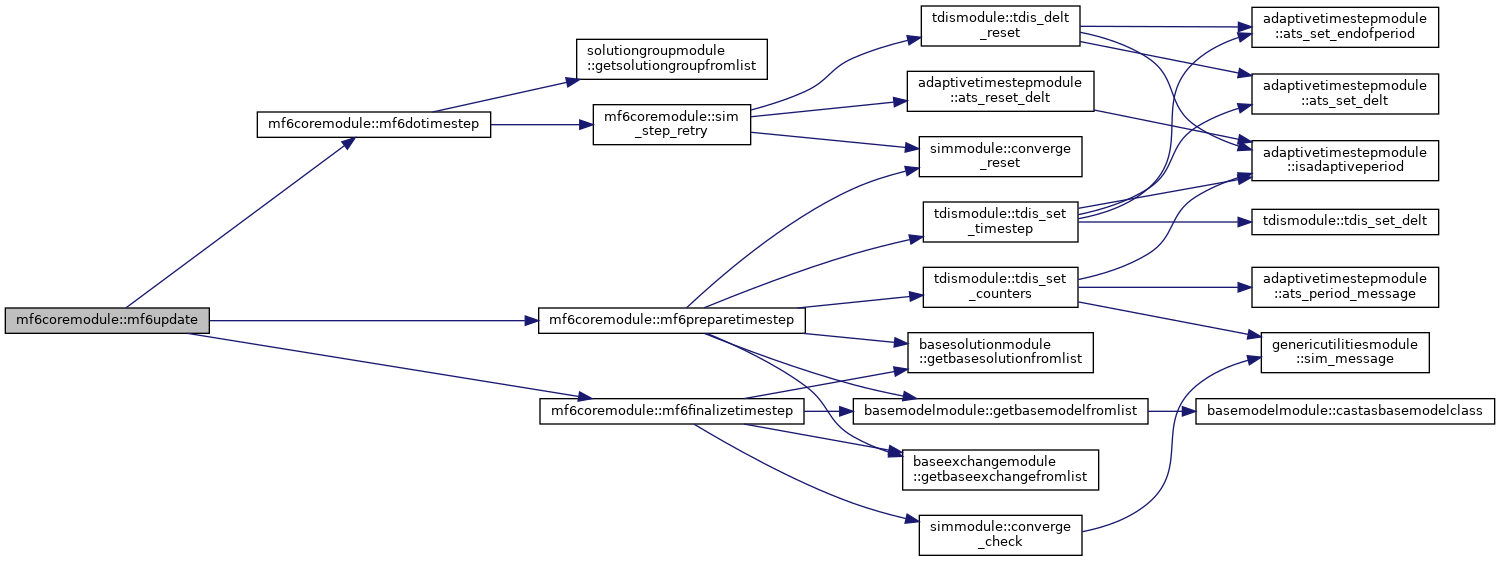 tdismodule::tdis_delt
_reset
adaptivetimestepmodule
::ats_set_endofperiod
solutiongroupmodule
::getsolutiongroupfromlist
adaptivetimestepmodule
::ats_reset_delt
adaptivetimestepmodule
::ats_set_delt
mf6coremodule::mf6dotimestep
mf6coremodule::sim
_step_retry
simmodule::converge
_reset
adaptivetimestepmodule
::isadaptiveperiod
tdismodule::tdis_set
_timestep
tdismodule::tdis_set_delt
tdismodule::tdis_set
_counters
adaptivetimestepmodule
::ats_period_message
mf6coremodule::mf6update
mf6coremodule::mf6preparetimestep
basesolutionmodule
::getbasesolutionfromlist
genericutilitiesmodule
::sim_message
mf6coremodule::mf6finalizetimestep
basemodelmodule::getbasemodelfromlist
basemodelmodule::castasbasemodelclass
baseexchangemodule
::getbaseexchangefromlist
simmodule::converge
_check